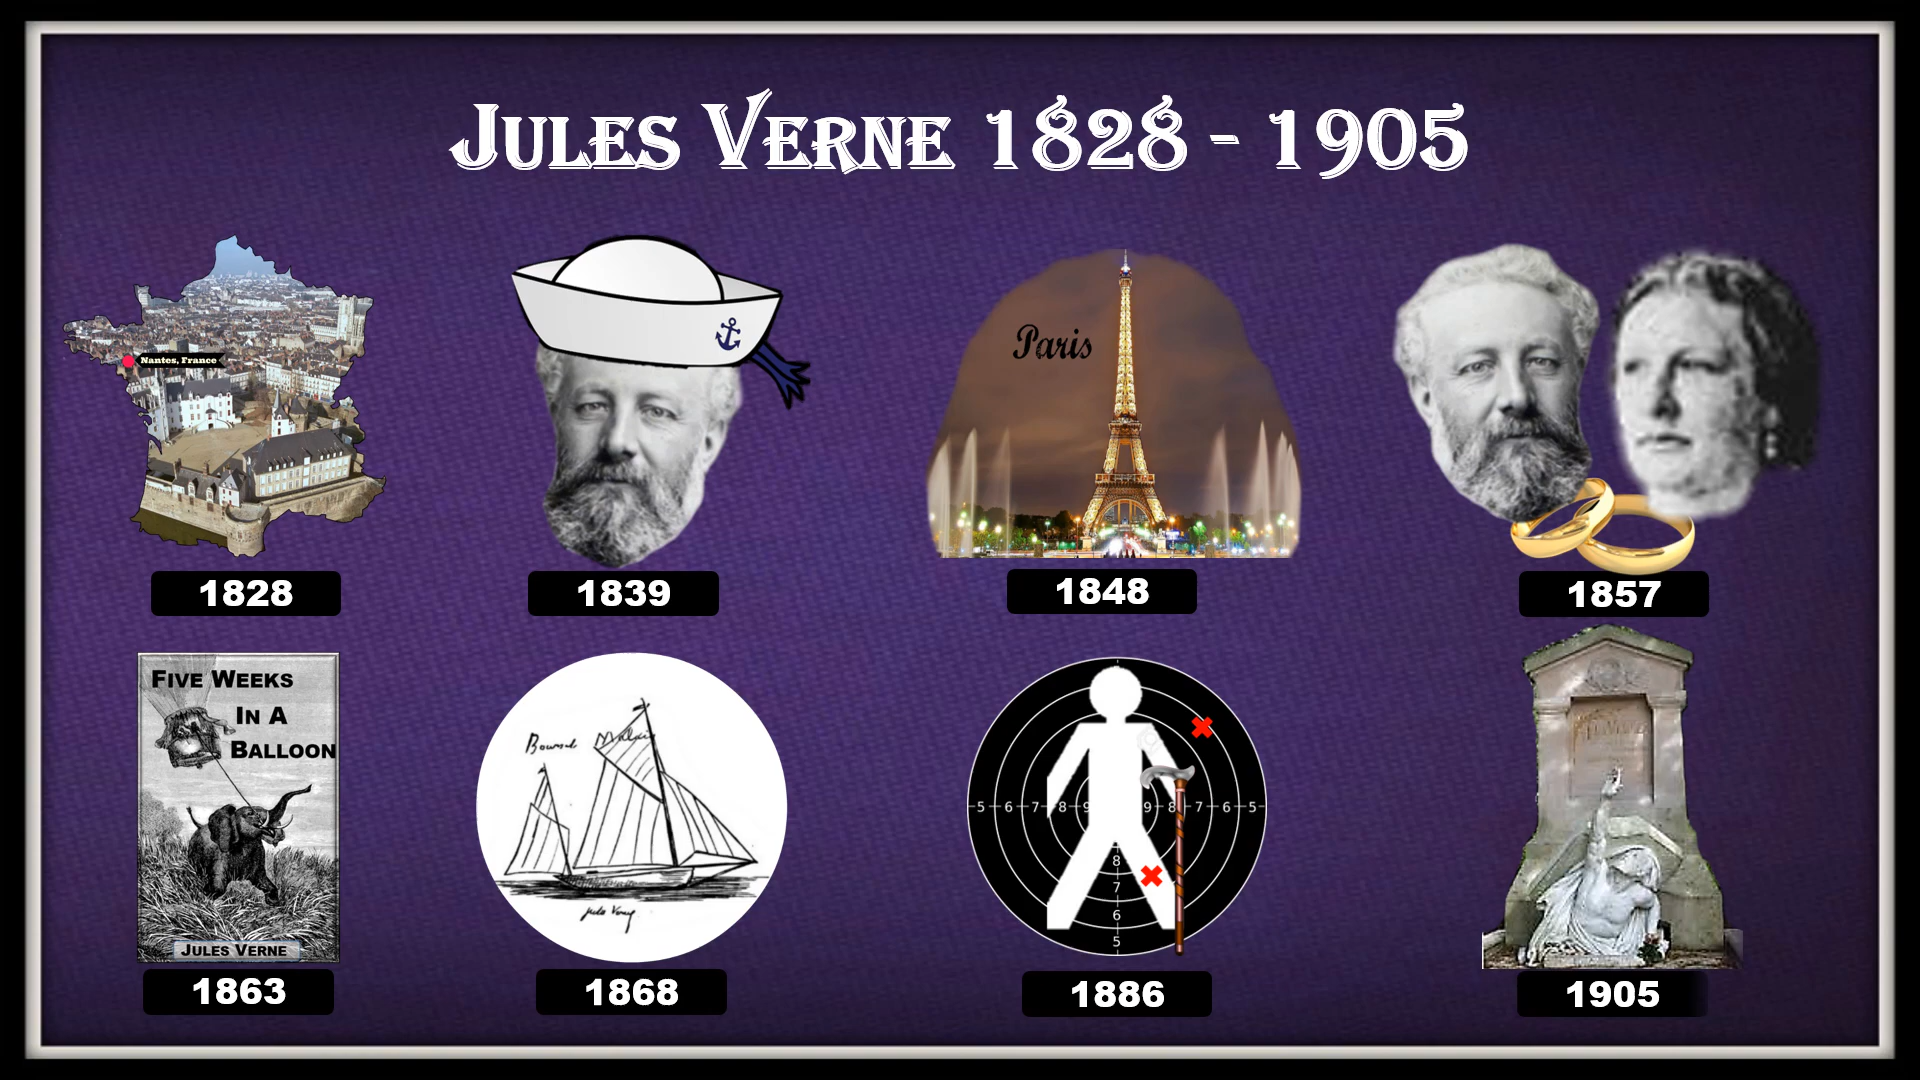 Jules Verne 1828 - 1905
Nantes, France
Paris
1828
1839
1848
1857
Five Weeks
In A
Balloon
Jules Verne
1863
1868
5 6 7 8 9 9 8 7 6 5
8
7
6
5
1886
1905